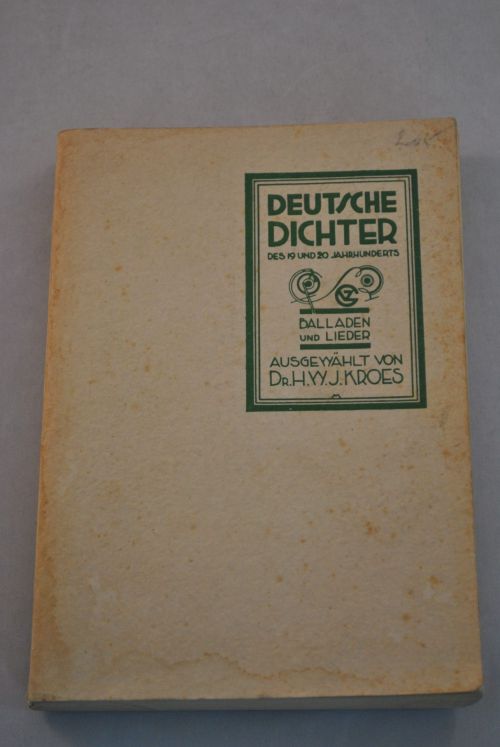 DEUTSCHE
DICHTER
DES 19 UND 20 JAHRHUNDERTS
BALLADEN
UND LIEDER
AUSGEWÄHLT VON
DR. H. W. J. KROES